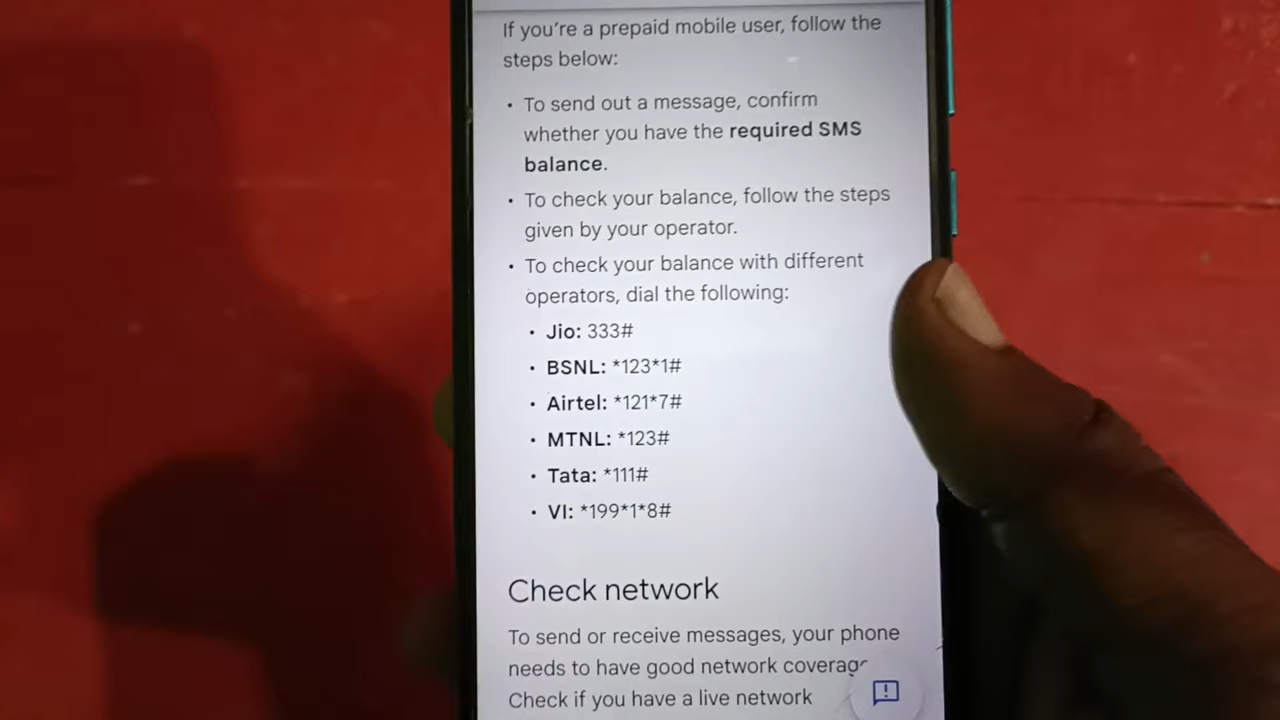 If you're a prepaid mobile user, follow the
steps below:
• To send out a message, confirm
whether you have the required SMS
balance.
• To check your balance, follow the steps
given by your operator.
• To check your balance with different
operators, dial the following:
• Jio: 333#
• BSNL: *123*1#
• Airtel: *121*7#
• MTNL: *123#
• Tata: *111#
• VI: *199*1*8#
Check network
To send or receive messages, your phone
needs to have good network coverage
Check if you have a live network